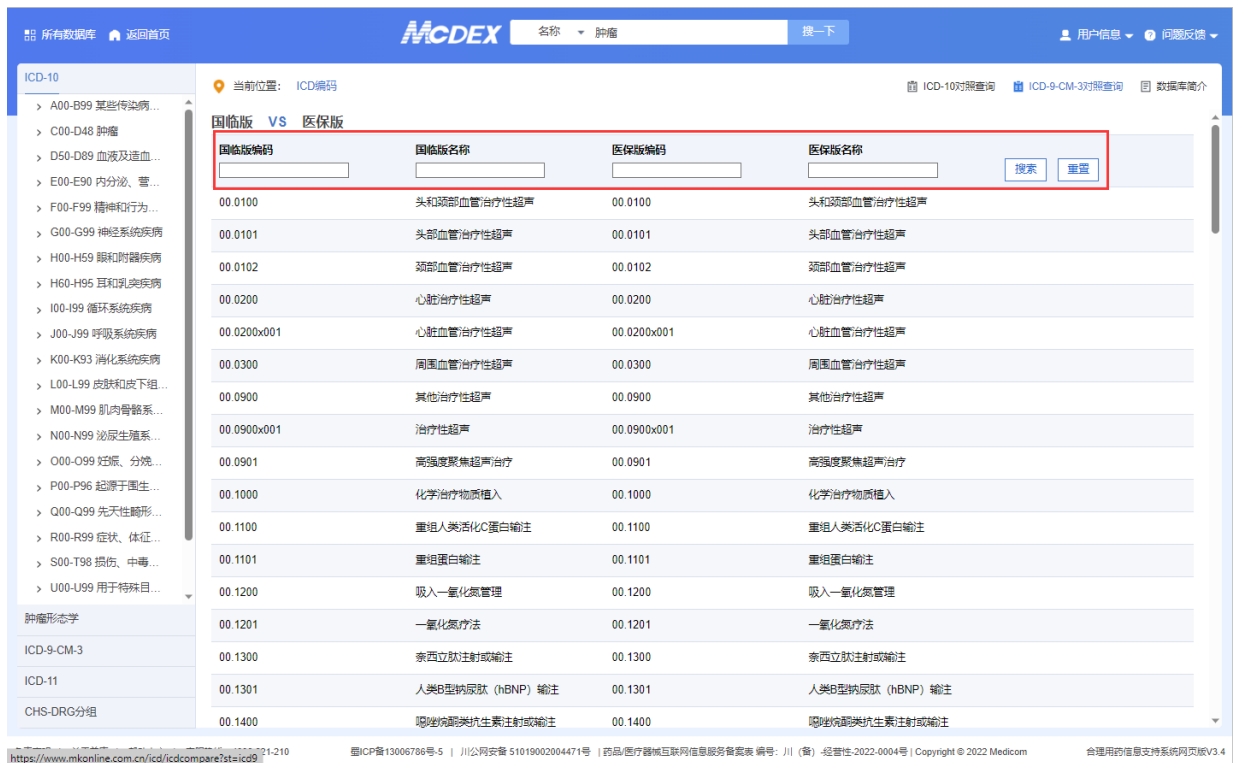 所有数据库 返回首页 MCDEX 名称 肿瘤 搜一下 用户信息 问题反馈
ICD-10
A00-B99 某些传染病...
C00-D48 肿瘤
D50-D89 血液及造血...
E00-E90 内分泌、营...
F00-F99 精神和行为...
G00-G99 神经系统疾病
H00-H59 眼和附器疾病
H60-H95 耳和乳突疾病
I00-I99 循环系统疾病
J00-J99 呼吸系统疾病
K00-K93 消化系统疾病
L00-L99 皮肤和皮下组...
M00-M99 肌肉骨骼系...
N00-N99 泌尿生殖系...
O00-O99 妊娠、分娩...
P00-P96 起源于围生...
Q00-Q99 先天性畸形...
R00-R99 症状、体征...
S00-T98 损伤、中毒...
U00-U99 用于特殊目...
肿瘤形态学
ICD-9-CM-3
ICD-11
CHS-DRG分组
当前位置: ICD编码 ICD-10对照查询 ICD-9-CM-3对照查询 数据库简介
国临版 VS 医保版
国临版编码 国临版名称 医保版编码 医保版名称
搜索 重置
00.0100 头和颈部血管治疗性超声 00.0100 头和颈部血管治疗性超声
00.0101 头部血管治疗性超声 00.0101 头部血管治疗性超声
00.0102 颈部血管治疗性超声 00.0102 颈部血管治疗性超声
00.0200 心脏治疗性超声 00.0200 心脏治疗性超声
00.0200x001 心脏血管治疗性超声 00.0200x001 心脏血管治疗性超声
00.0300 周围血管治疗性超声 00.0300 周围血管治疗性超声
00.0900 其他治疗性超声 00.0900 其他治疗性超声
00.0900x001 治疗性超声 00.0900x001 治疗性超声
00.0901 高强度聚焦超声治疗 00.0901 高强度聚焦超声治疗
00.1000 化学治疗物质植入 00.1000 化学治疗物质植入
00.1100 重组人类活化C蛋白输注 00.1100 重组人类活化C蛋白输注
00.1101 重组蛋白输注 00.1101 重组蛋白输注
00.1200 吸入一氧化氮管理 00.1200 吸入一氧化氮管理
00.1201 一氧化氮疗法 00.1201 一氧化氮疗法
00.1300 奈西立肽注射或输注 00.1300 奈西立肽注射或输注
00.1301 人类B型钠尿肽（hBNP）输注 00.1301 人类B型钠尿肽（hBNP）输注
00.1400 噁唑烷酮类抗生素注射或输注 00.1400 噁唑烷酮类抗生素注射或输注
21-210 蜀ICP备13006786号-5 | 川公网安备 51019002004471号 |药品/医疗器械互联网信息服务备案表 编号：川（备）-经营性-2022-0004号 | Copyright © 2022 Medicom 合理用药信息支持系统网页版V3.4
https://www.mkonline.com.cn/icd/icdcompare?st=icd9